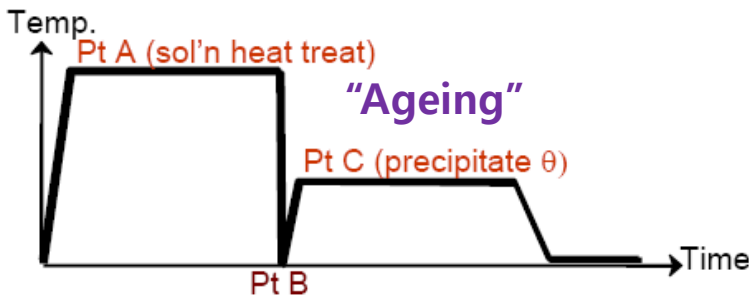 Temp.
Pt A (sol'n heat treat)
“Ageing”
Pt C (precipitate θ)
Time
Pt B